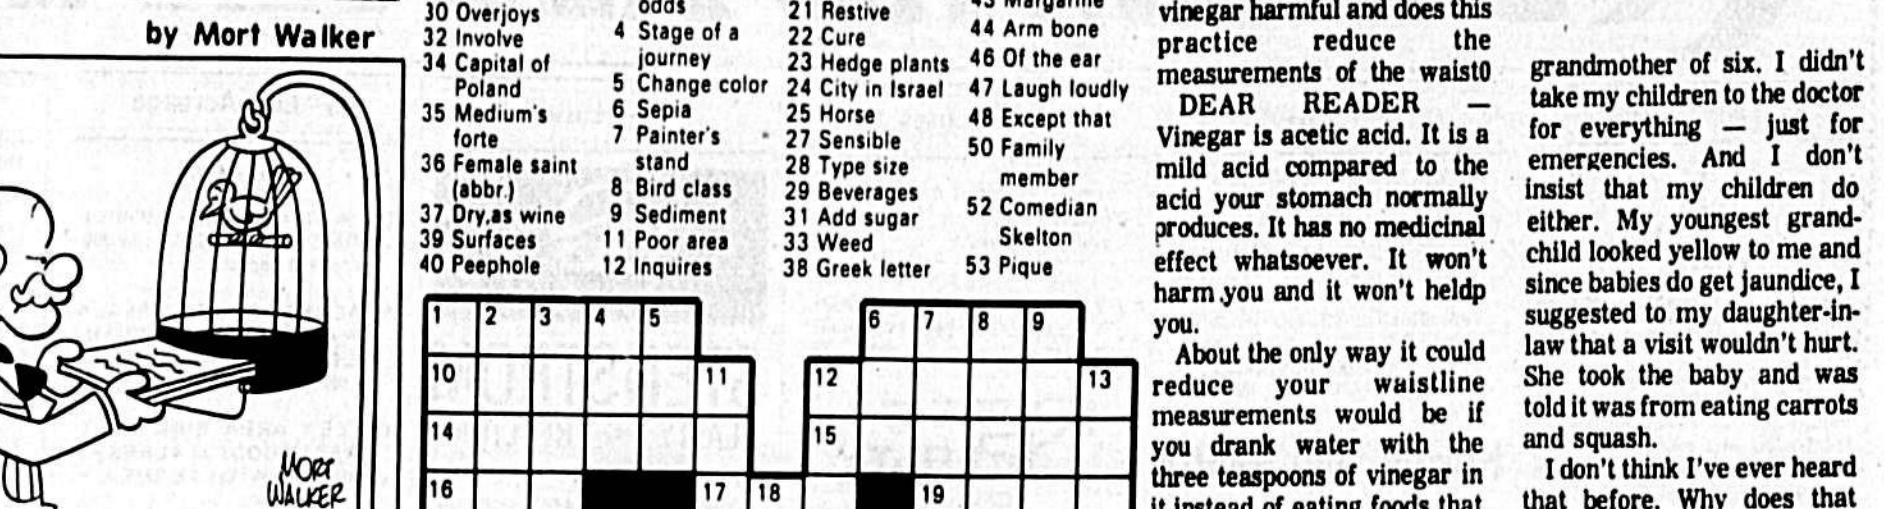 by Mort Walker
MORT
WALKER
30 Overjoys
32 Involve
34 Capital of
Poland
35 Medium's
forte
36 Female saint
(abbr.)
37 Dry,as wine
39 Surfaces
40 Peephole
odds
4 Stage of a
journey
5 Change color
6 Sepia
7 Painter's
stand
8 Bird class
9 Sediment
11 Poor area
12 Inquires
21 Restive
22 Cure
23 Hedge plants
24 City in Israel
25 Horse
27 Sensible
28 Type size
29 Beverages
31 Add sugar
33 Weed
38 Greek letter
43 Margarine
44 Arm bone
46 Of the ear
47 Laugh loudly
48 Except that
50 Family
member
52 Comedian
Skelton
53 Pique
1 2 3 4 5 6 7 8 9
10 11 12 13
14 15
16 17 18 19
vinegar harmful and does this
practice reduce the
measurements of the waist0
DEAR READER —
Vinegar is acetic acid. It is a
mild acid compared to the
acid your stomach normally
produces. It has no medicinal
effect whatsoever. It won't
harm you and it won't heldp
you.
About the only way it could
reduce your waistline
measurements would be if
you drank water with the
three teaspoons of vinegar in
it instead of eating foods that
grandmother of six. I didn't
take my children to the doctor
for everything — just for
emergencies. And I don't
insist that my children do
either. My youngest grand-
child looked yellow to me and
since babies do get jaundice, I
suggested to my daughter-in-
law that a visit wouldn't hurt.
She took the baby and was
told it was from eating carrots
and squash.
I don't think I've ever heard
that before. Why does that